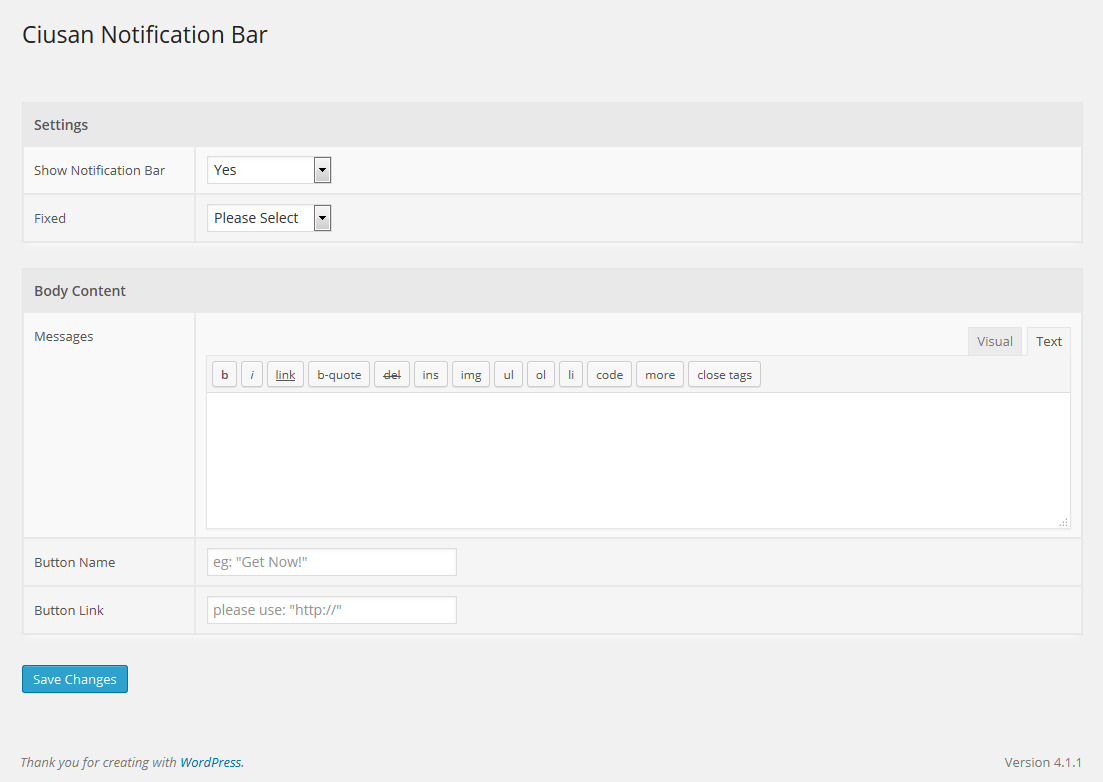 Ciusan Notification Bar
Settings
Show Notification Bar Yes
Fixed Please Select
Body Content
Messages
Visual Text
b i link b-quote del ins img ul ol li code more close tags
Button Name eg: "Get Now!"
Button Link please use: "http://"
Save Changes
Thank you for creating with WordPress. Version 4.1.1